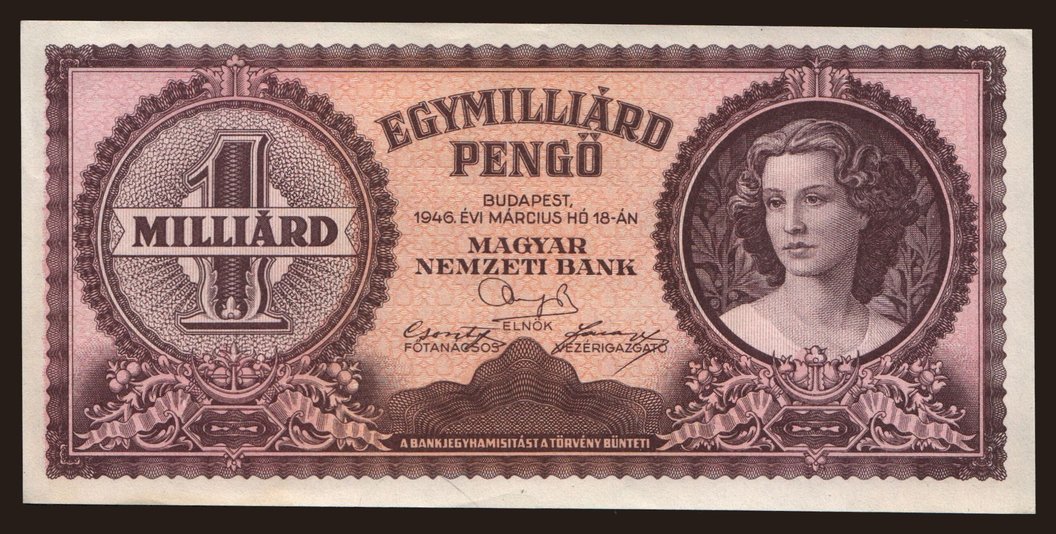 1
MILLIÁRD
EGYMILLIÁRD
PENGŐ
BUDAPEST,
1946. ÉVI MÁRCIUS HÓ 18-ÁN
MAGYAR
NEMZETI BANK
ELNÖK
FŐTANÁCSOS
VEZÉRIGAZGATÓ
A BANKJEGYHAMISITÁST A TÖRVÉNY BÜNTETI